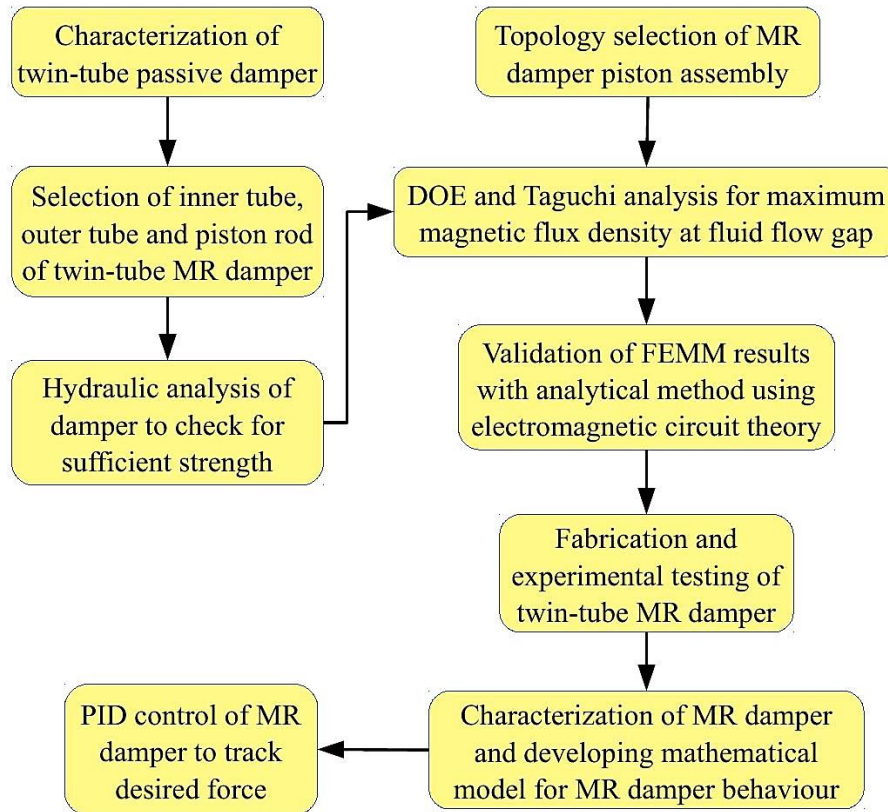 Characterization of
twin-tube passive damper
Selection of inner tube,
outer tube and piston rod
of twin-tube MR damper
Hydraulic analysis of
damper to check for
sufficient strength
Topology selection of MR
damper piston assembly
DOE and Taguchi analysis for maximum
magnetic flux density at fluid flow gap
Validation of FEMM results
with analytical method using
electromagnetic circuit theory
Fabrication and
experimental testing of
twin-tube MR damper
Characterization of MR damper
and developing mathematical
model for MR damper behaviour
PID control of MR
damper to track
desired force